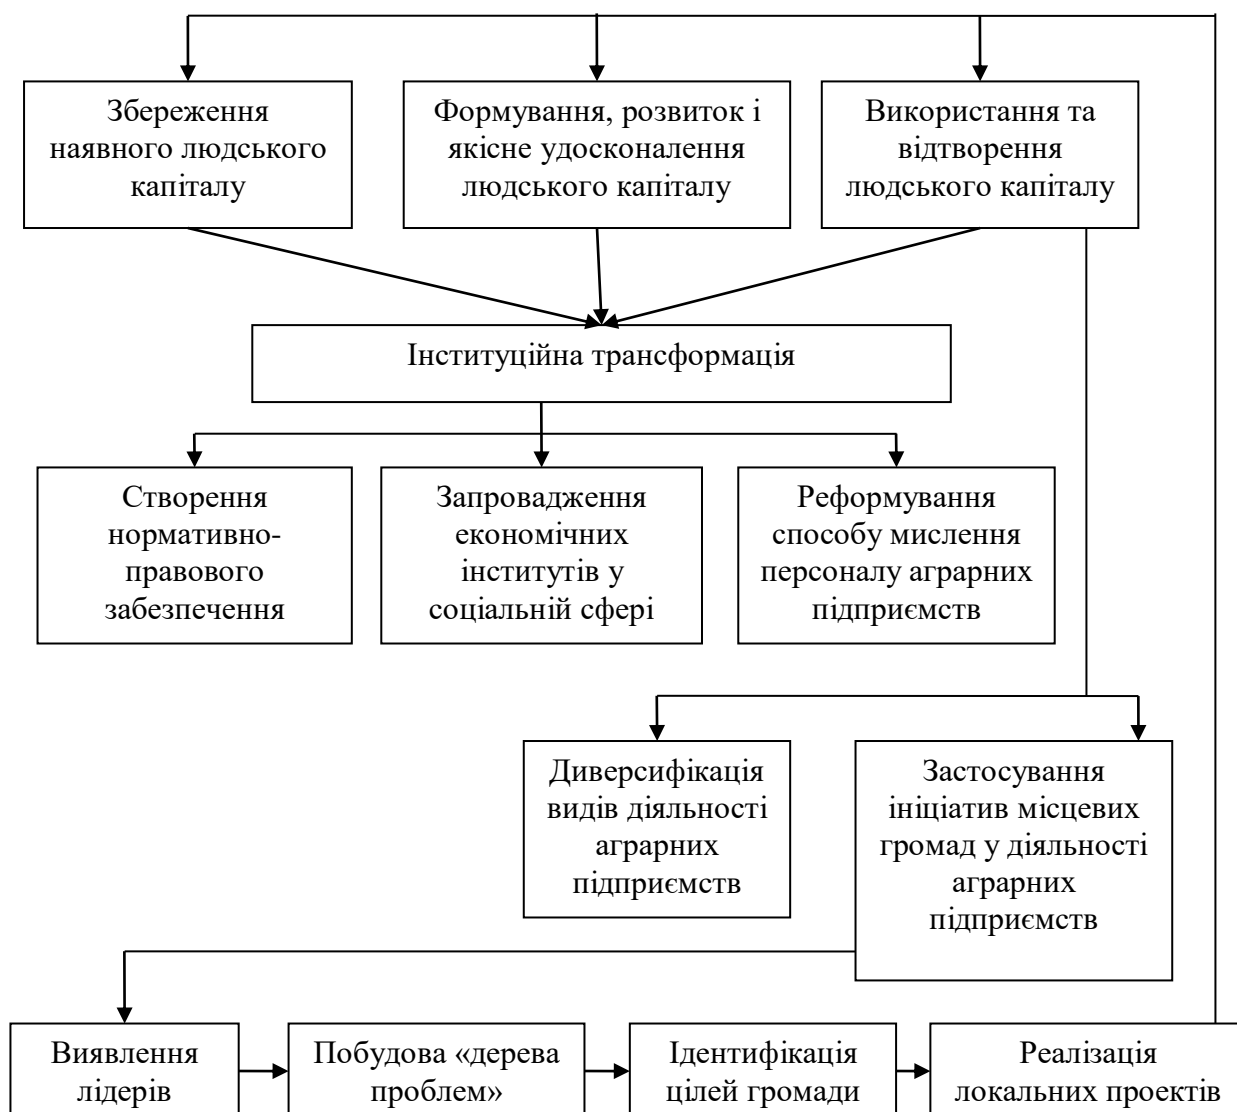 Збереження
наявного людського
капіталу
Формування, розвиток і
якісне удосконалення
людського капіталу
Використання та
відтворення
людського капіталу
Інституційна трансформація
Створення
нормативно-
правового
забезпечення
Запровадження
економічних
інститутів у
соціальній сфері
Реформування
способу мислення
персоналу аграрних
підприємств
Диверсифікація
видів діяльності
аграрних
підприємств
Застосування
ініціатив місцевих
громад у діяльності
аграрних
підприємств
Виявлення
лідерів
Побудова «дерева
проблем»
Ідентифікація
цілей громади
Реалізація
локальних проектів